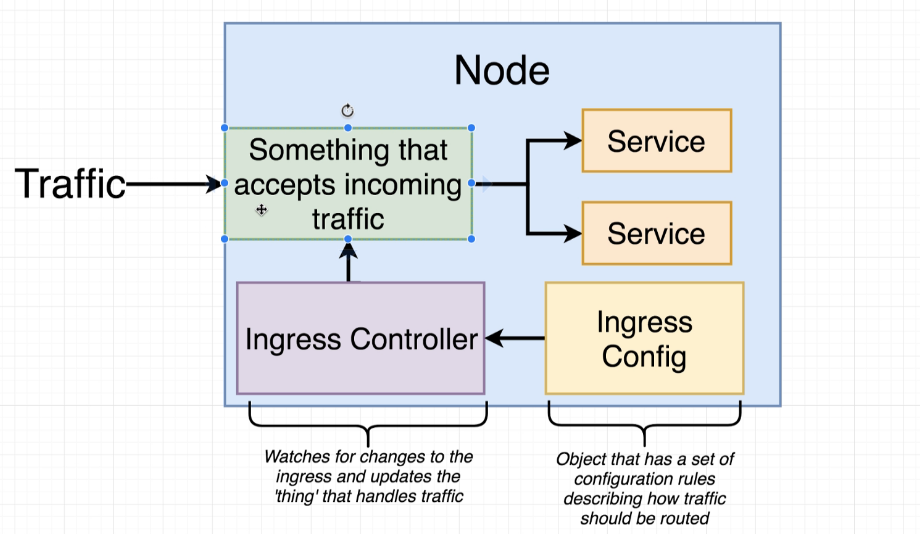 Node
Something that
accepts incoming
traffic
Traffic
Service
Service
Ingress Controller
Ingress
Config
Watches for changes to the
ingress and updates the
'thing' that handles traffic
Object that has a set of
configuration rules
describing how traffic
should be routed